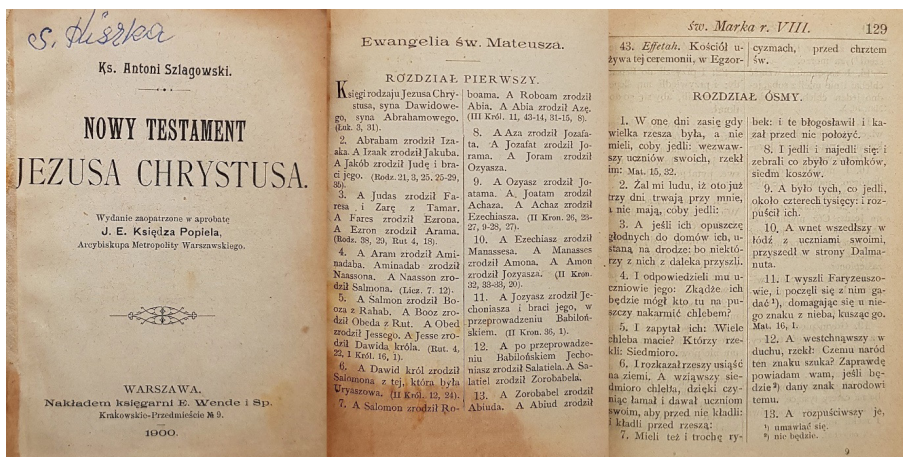 S. Hiszka
Ks. Antoni Szlagowski.
NOWY TESTAMENT
JEZUSA CHRYSTUSA.
Wydanie zaopatrzone w aprobatę
J. E. Księdza Popiela,
Arcybiskupa Metropolity Warszawskiego.
WARSZAWA.
Nakładem księgarni E. Wende i Sp.
Krakowskie-Przedmieście № 9.
1900.
Ewangelia św. Mateusza.
ROZDZIAŁ PIERWSZY.
Księgi rodzaju Jezusa Chry-
stusa, syna Dawidowe-
go, syna Abrahamowego.
(Łuk. 3, 31).
2. Abraham zrodził Iza-
aka. A Izaak zrodził Jakuba.
A Jakób zrodził Judę i bra-
ci jego. (Rodz. 21, 3, 25. 25-29,
35).
3. A Judas zrodził Fa-
resa i Zarę z Tamar.
A Fares zrodził Ezrona.
A Ezron zrodził Arama.
(Rodz. 38, 29, Rut 4, 18).
4. A Aram zrodził Ami-
nadaba. Aminadab zrodził
Naassona. A Naasson zro-
dził Salmona. (Licz. 7. 12).
5. A Salmon zrodził Bo-
oza z Rahab. A Booz zro-
dził Obeda z Rut. A Obed
zrodził Jessego. A Jesse zro-
dził Dawida króla. (Rut. 4,
22, 1 Król. 16, 1).
6. A Dawid król zrodził
Salomona z tej, która była
Uryaszowa. (II Król. 12, 24).
7. A Salomon zrodził Ro-
boama. A Roboam zrodził
Abia. A Abia zrodził Azę.
(III Król. 11, 43-14, 31-15, 8).
8. A Aza zrodził Jozafa-
ta. A Jozafat zrodził Jo-
rama. A Joram zrodził
Ozyasza.
9. A Ozyasz zrodził Jo-
atama. A Joatam zrodził
Achaza. A Achaz zrodził
Ezechiasza. (II Kron. 26, 23-
27, 9-28, 27).
10. A Ezechiasz zrodził
Manassesa. A Manasses
zrodził Amona. A Amon
zrodził Jozyasza. (II Kron.
32, 33-33, 20).
11. A Jozyasz zrodził Je-
choniasza i braci jego, w
przeprowadzeniu Babiloń-
skiem. (II Kron. 36, 1).
12. A po przeprowadze-
niu Babilońskiem Jecho-
niasz zrodził Salatiela. A Sa-
latiel zrodził Zorobabela.
13. A Zorobabel zrodził
Abiuda. A Abiud zrodził
św. Marka r. VIII. 129
43. Effetah. Kościół u-
żywa tej ceremonii, w Egzor-
cyzmach, przed chrztem
św.
ROZDZIAŁ ÓSMY.
1. W one dni zasię gdy
wielka rzesza była, a nie
mieli, coby jedli: wezwaw-
szy uczniów swoich, rzekł
im: Mat. 15, 32.
2. Żal mi ludu, iż oto już
trzy dni trwają przy mnie,
a nie mają, coby jedli:
3. A jeśli ich opuszczę
głodnych do domów ich, u-
staną na drodze: bo niektó-
rzy z nich z daleka przyszli.
4. I odpowiedzieli mu u-
czniowie jego: Zkądże ich
będzie mógł kto tu na pu-
szczy nakarmić chlebem?
5. I zapytał ich: Wiele
chleba macie? Którzy rze-
kli: Siedmioro.
6. I rozkazał rzeszy usiąść
na ziemi. A wziąwszy sie-
dmioro chleba, dzięki czy-
niąc łamał i dawał uczniom
swoim, aby przed nie kładli:
i kładli przed rzeszą:
7. Mieli też i trochę ry-
bek: i te błogosławił i ka-
zał przed nie położyć.
8. I jedli i najedli się: i
zebrali co zbyło z ułomków,
siedm koszów.
9. A było tych, co jedli,
około czterech tysięcy: i roz-
puścił ich.
10. A wnet wszedłszy w
łódź z uczniami swoimi,
przyszedł w strony Dalma-
nuta.
11. I wyszli Faryzeuszo-
wie, i poczęli się z nim ga-
dać ¹), domagając się u nie-
go znaku z nieba, kusząc go.
Mat. 16, 1.
12. A westchnąwszy w
duchu, rzekł: Czemu naród
ten znaku szuka? Zaprawdę
powiadam wam, jeśli bę-
dzie ²) dany znak narodowi
temu.
13. A rozpuściwszy je,
¹) umawiać się.
²) nie będzie.
9